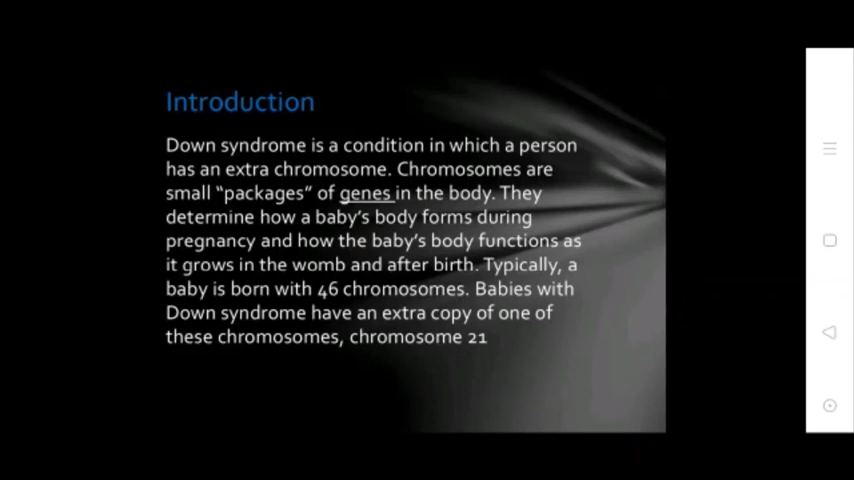 Introduction
Down syndrome is a condition in which a person
has an extra chromosome. Chromosomes are
small “packages” of genes in the body. They
determine how a baby’s body forms during
pregnancy and how the baby’s body functions as
it grows in the womb and after birth. Typically, a
baby is born with 46 chromosomes. Babies with
Down syndrome have an extra copy of one of
these chromosomes, chromosome 21